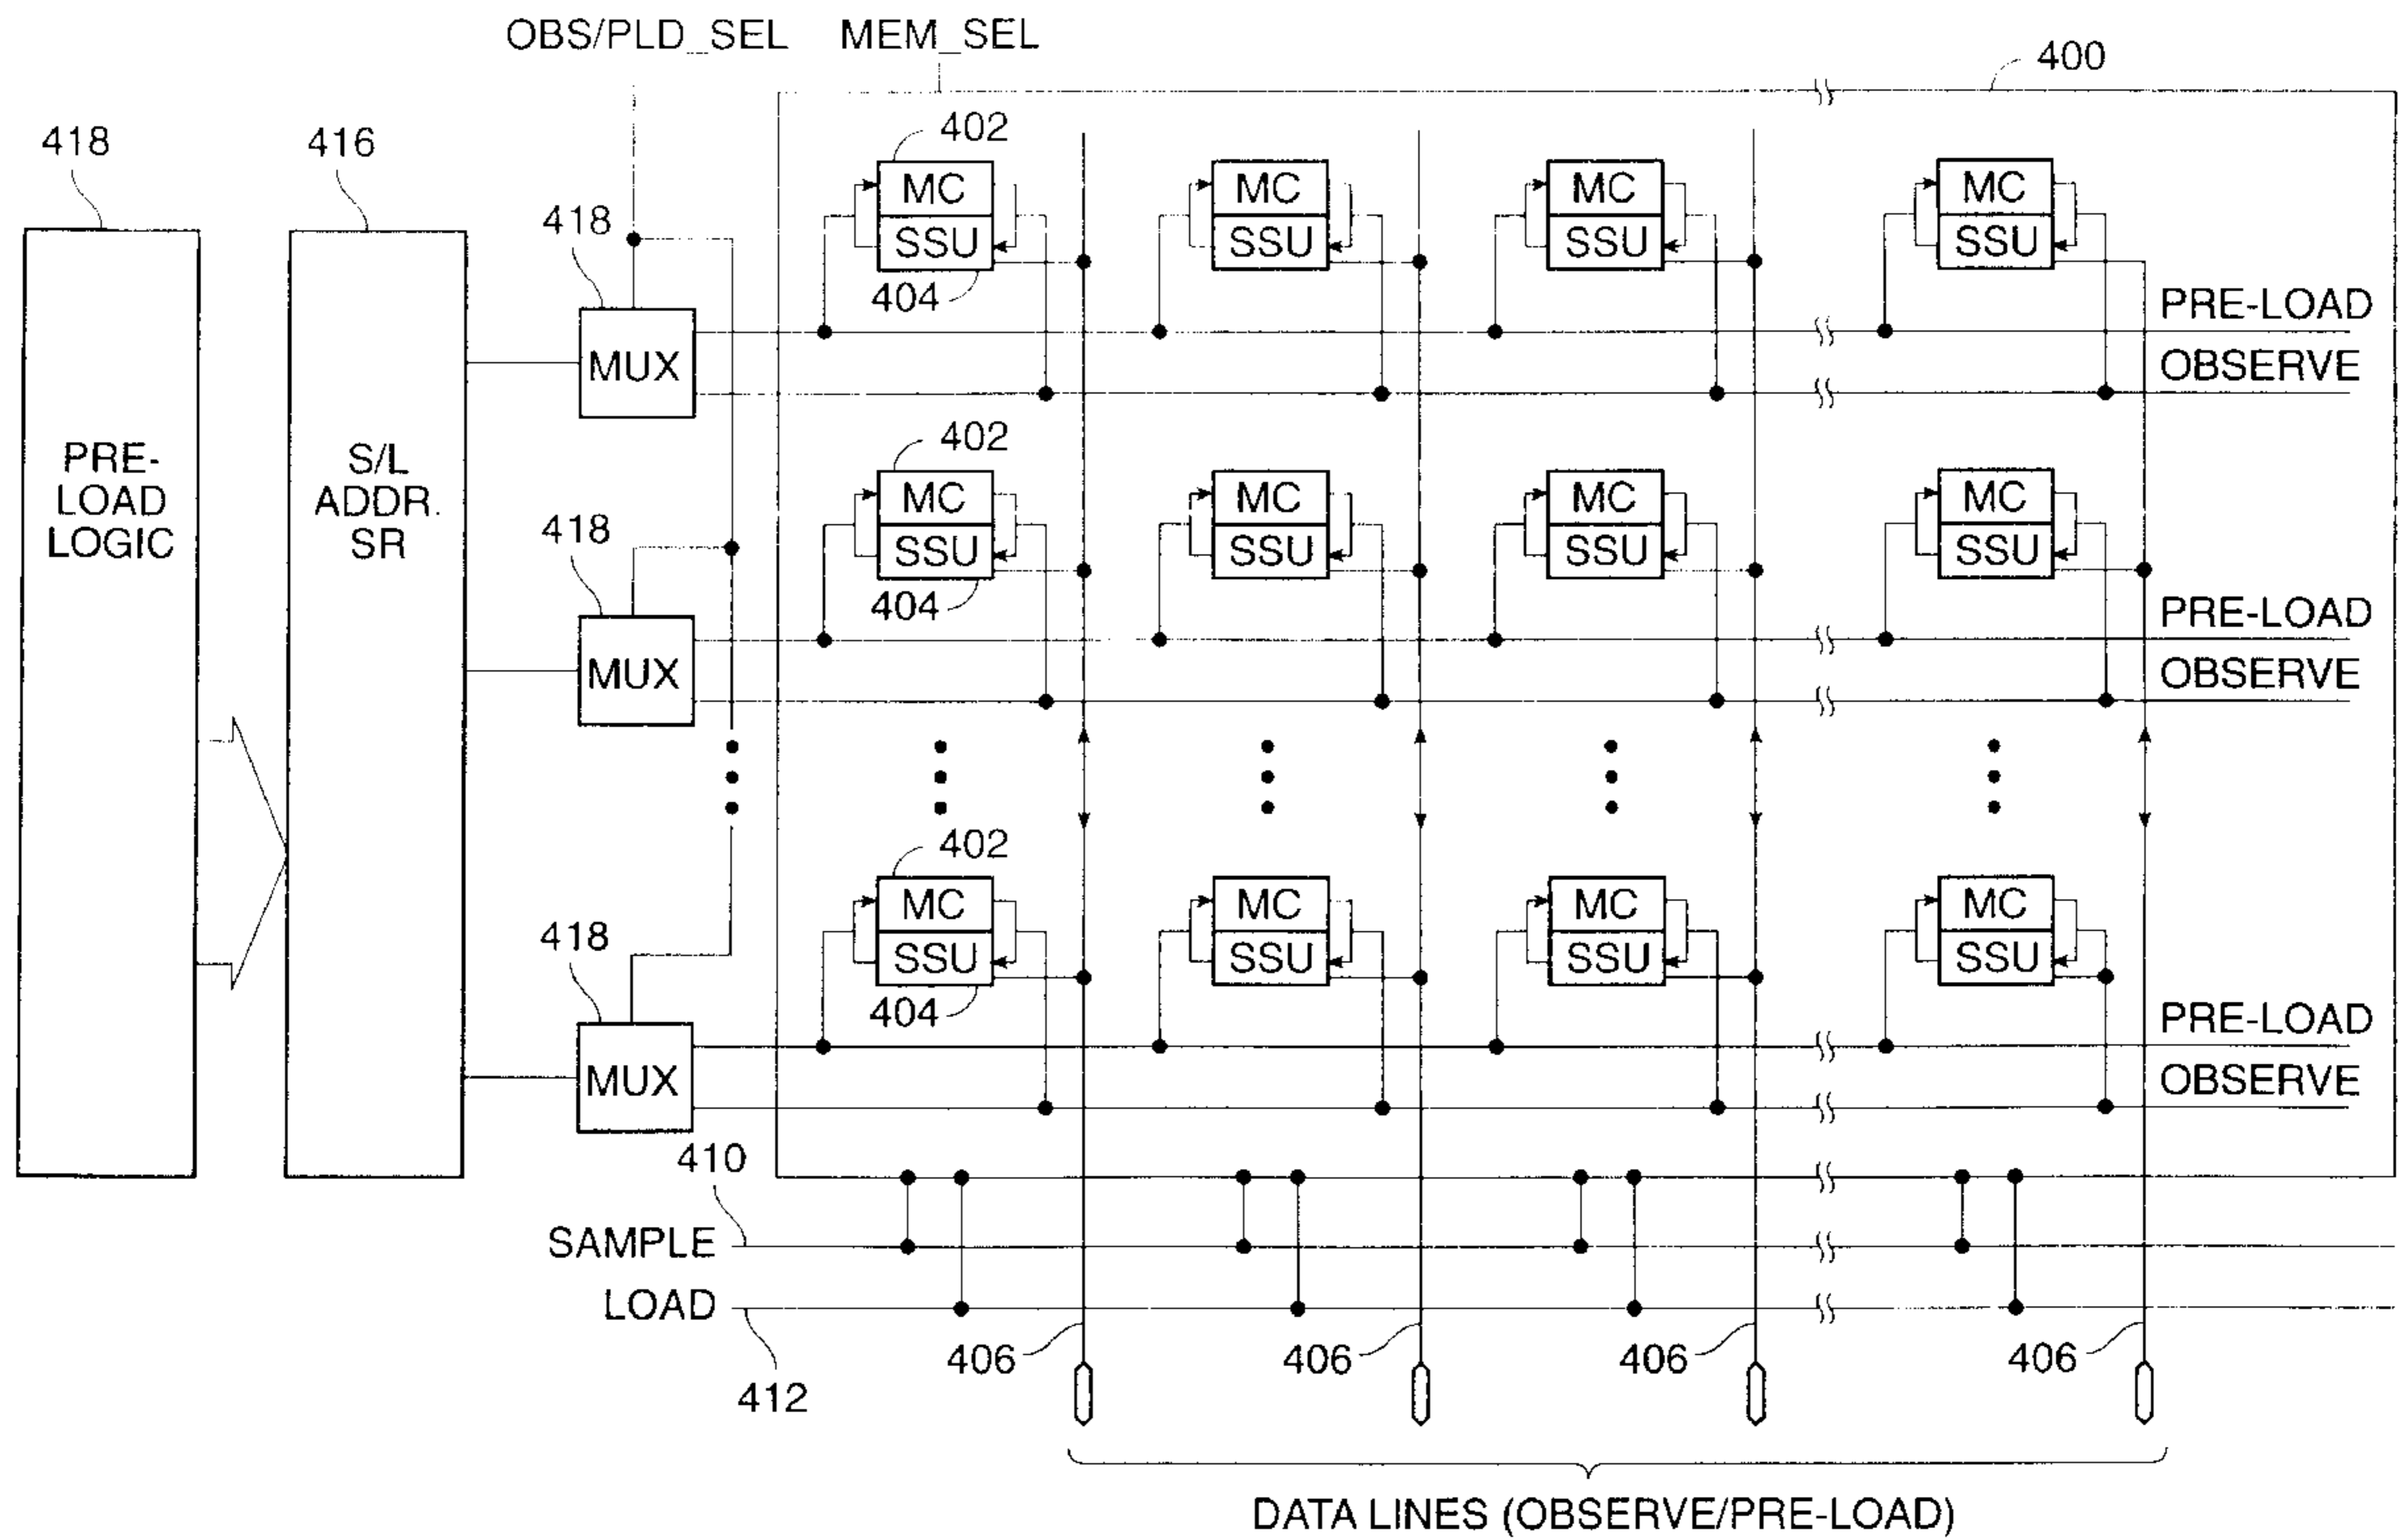 OBS/PLD_SEL MEM_SEL 400
418 416 402
418 MC MC MC MC
SSU SSU SSU SSU
404
PRE-LOAD
MUX OBSERVE
PRE-
LOAD
LOGIC
S/L
ADDR.
SR
402
418 MC MC MC MC
SSU SSU SSU SSU
404
PRE-LOAD
MUX OBSERVE
402
418 MC MC MC MC
SSU SSU SSU SSU
404
PRE-LOAD
MUX OBSERVE
410
SAMPLE
LOAD
412 406 406 406 406
DATA LINES (OBSERVE/PRE-LOAD)